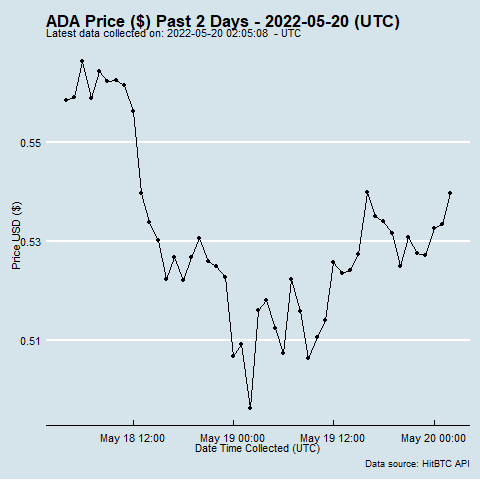 ADA Price ($) Past 2 Days - 2022-05-20 (UTC)
Latest data collected on: 2022-05-20 02:05:08 - UTC
Price USD ($)
0.55
0.53
0.51
May 18 12:00
May 19 00:00
May 19 12:00
May 20 00:00
Date Time Collected (UTC)
Data source: HitBTC API